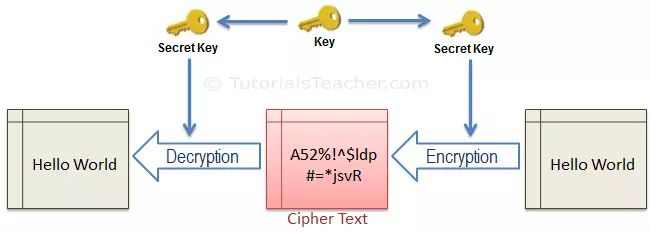 Secret Key
Key
Secret Key
© TutorialsTeacher.com
Hello World
Decryption
A52%!^$ldp
#=*jsvR
Encryption
Hello World
Cipher Text